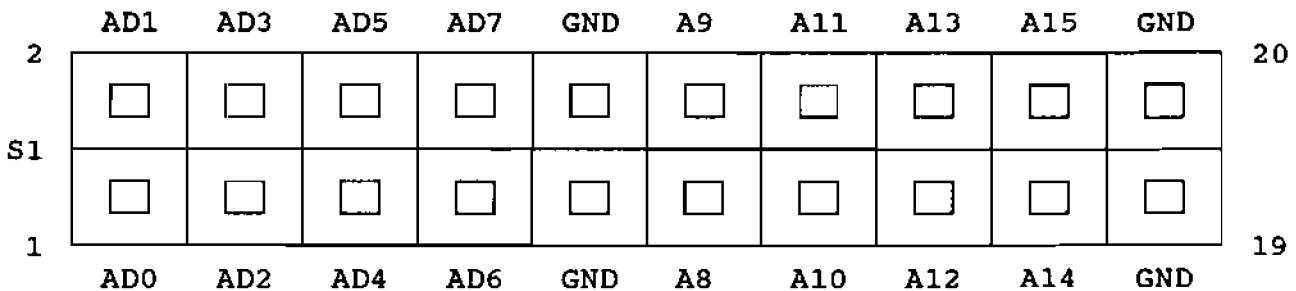 AD1 AD3 AD5 AD7 GND A9 A11 A13 A15 GND
2 20
S1
1 19
AD0 AD2 AD4 AD6 GND A8 A10 A12 A14 GND